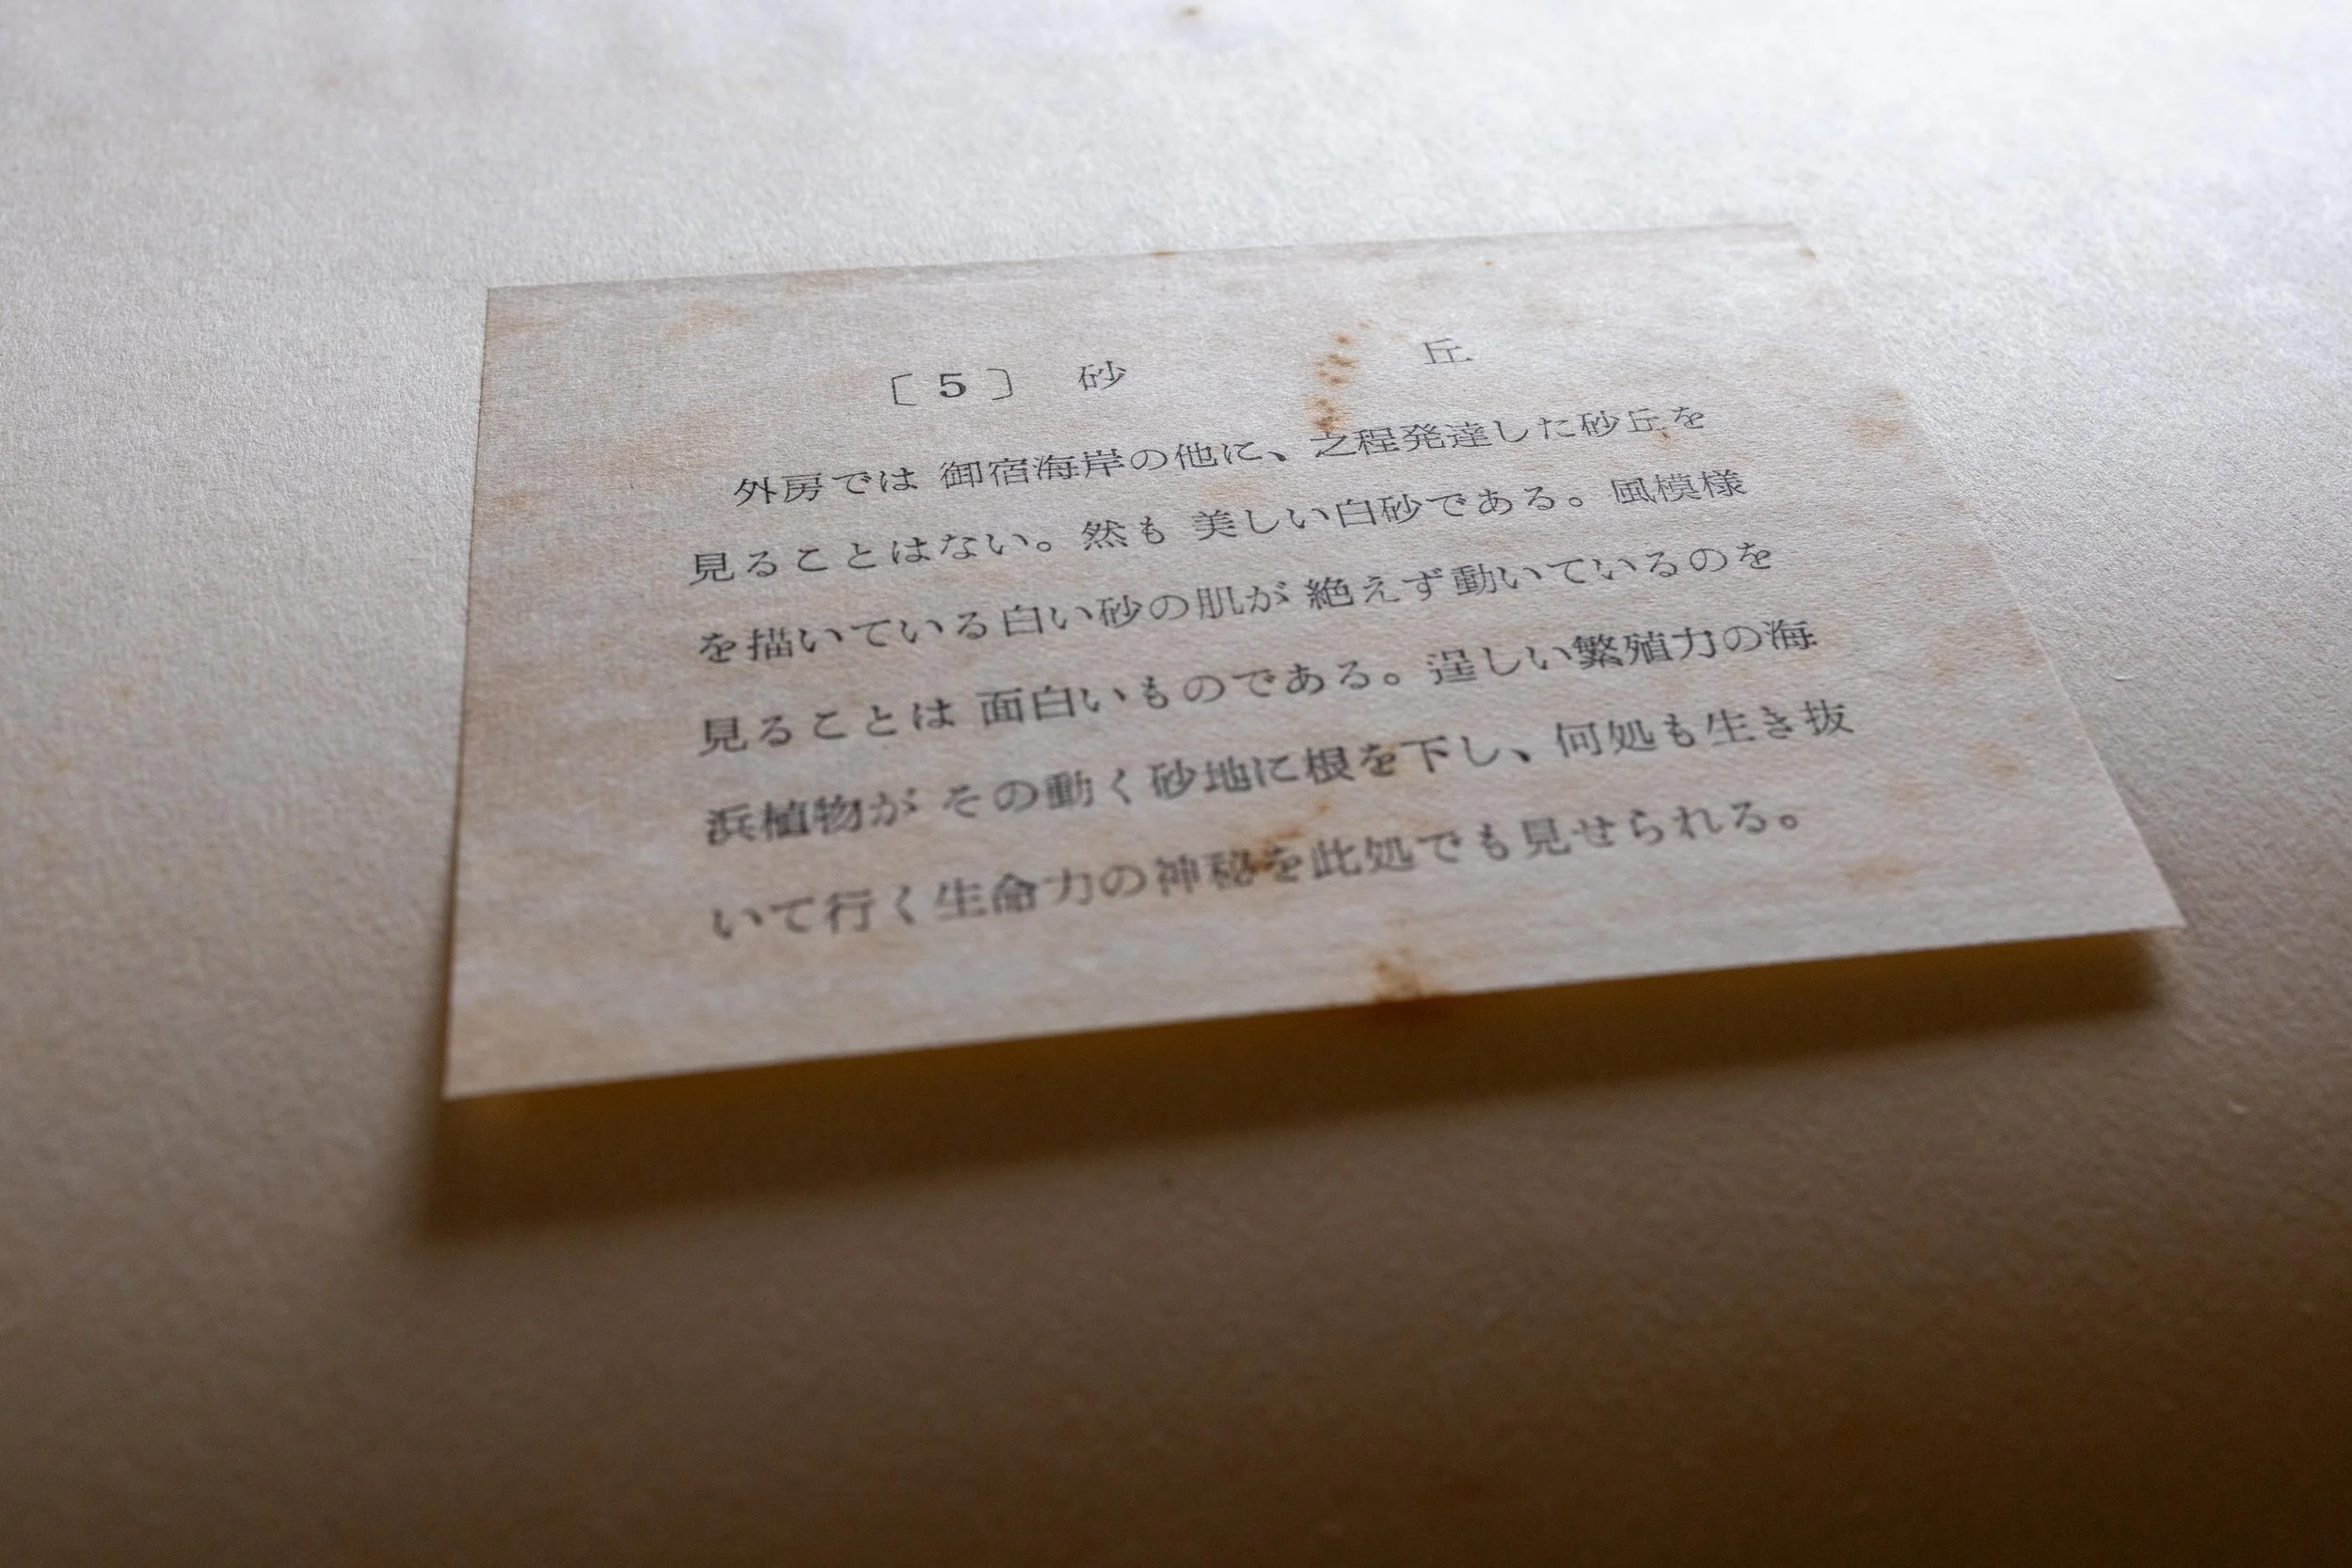 〔5〕 砂 丘
外房では 御宿海岸の他に、之程発達した砂丘を
見ることはない。然も 美しい白砂である。風模様
を描いている白い砂の肌が 絶えず動いているのを
見ることは 面白いものである。逞しい繁殖力の海
浜植物が その動く砂地に根を下し、何処も生き抜
いて行く生命力の神秘を此処でも見せられる。